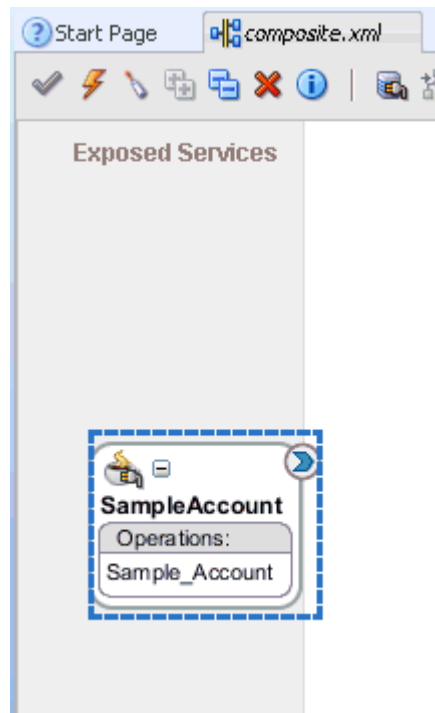 Start Page composite.xml
Exposed Services
SampleAccount
Operations:
Sample_Account